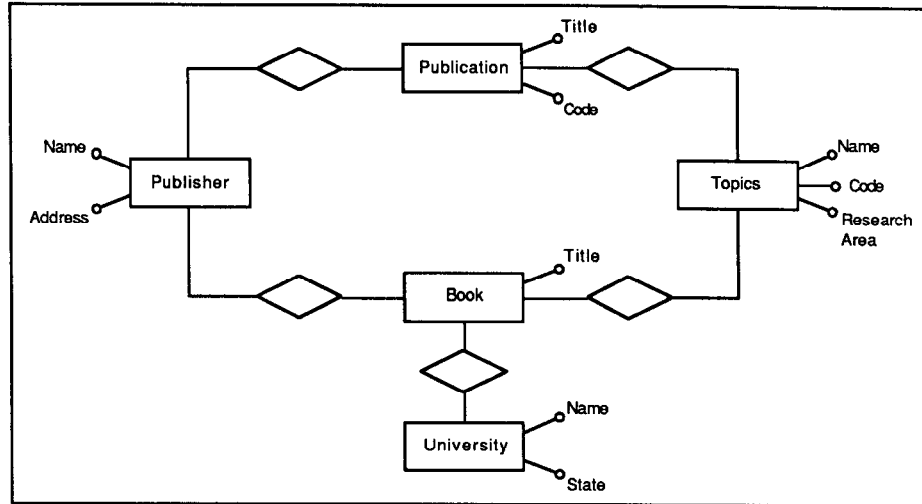 Title
Publication
Code
Name
Publisher
Address
Name
Topics
Code
Research
Area
Title
Book
Name
University
State